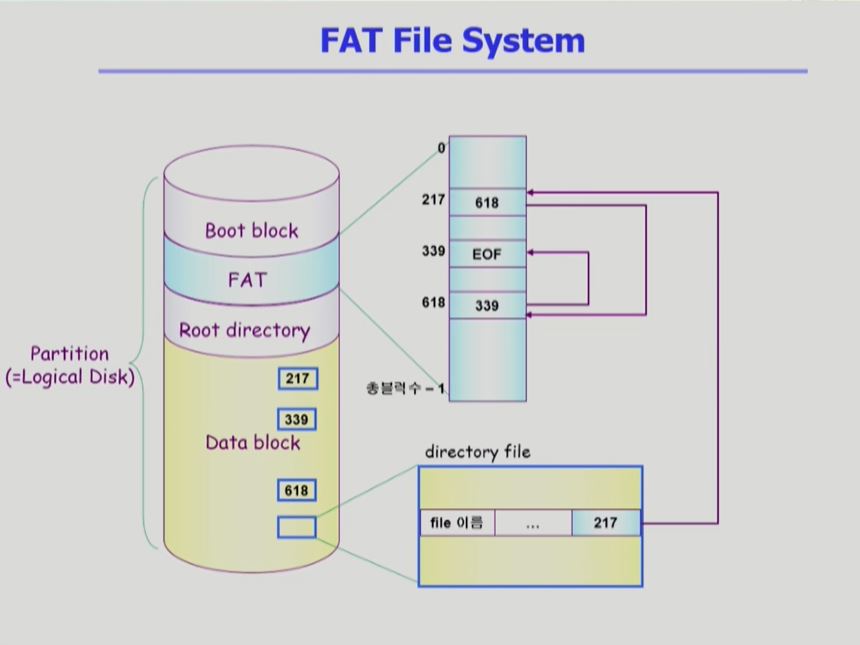 FAT File System
Boot block
FAT
Root directory
Partition
(=Logical Disk)
217
339
Data block
618
0
217
618
339
EOF
618
339
총블럭수 – 1
directory file
file 이름
...
217